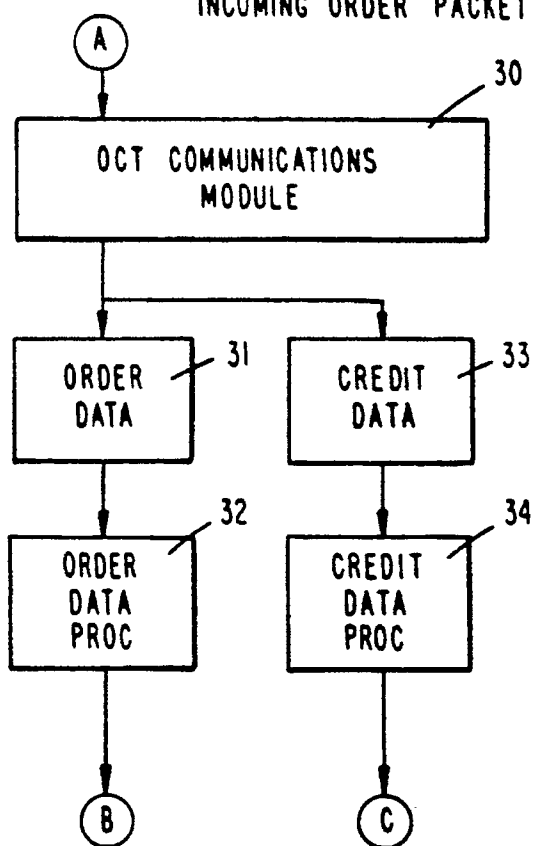 INCOMING ORDER PACKET
A
30
OCT COMMUNICATIONS
MODULE
ORDER
DATA
31
CREDIT
DATA
33
32
ORDER
DATA
PROC
34
CREDIT
DATA
PROC
B
C